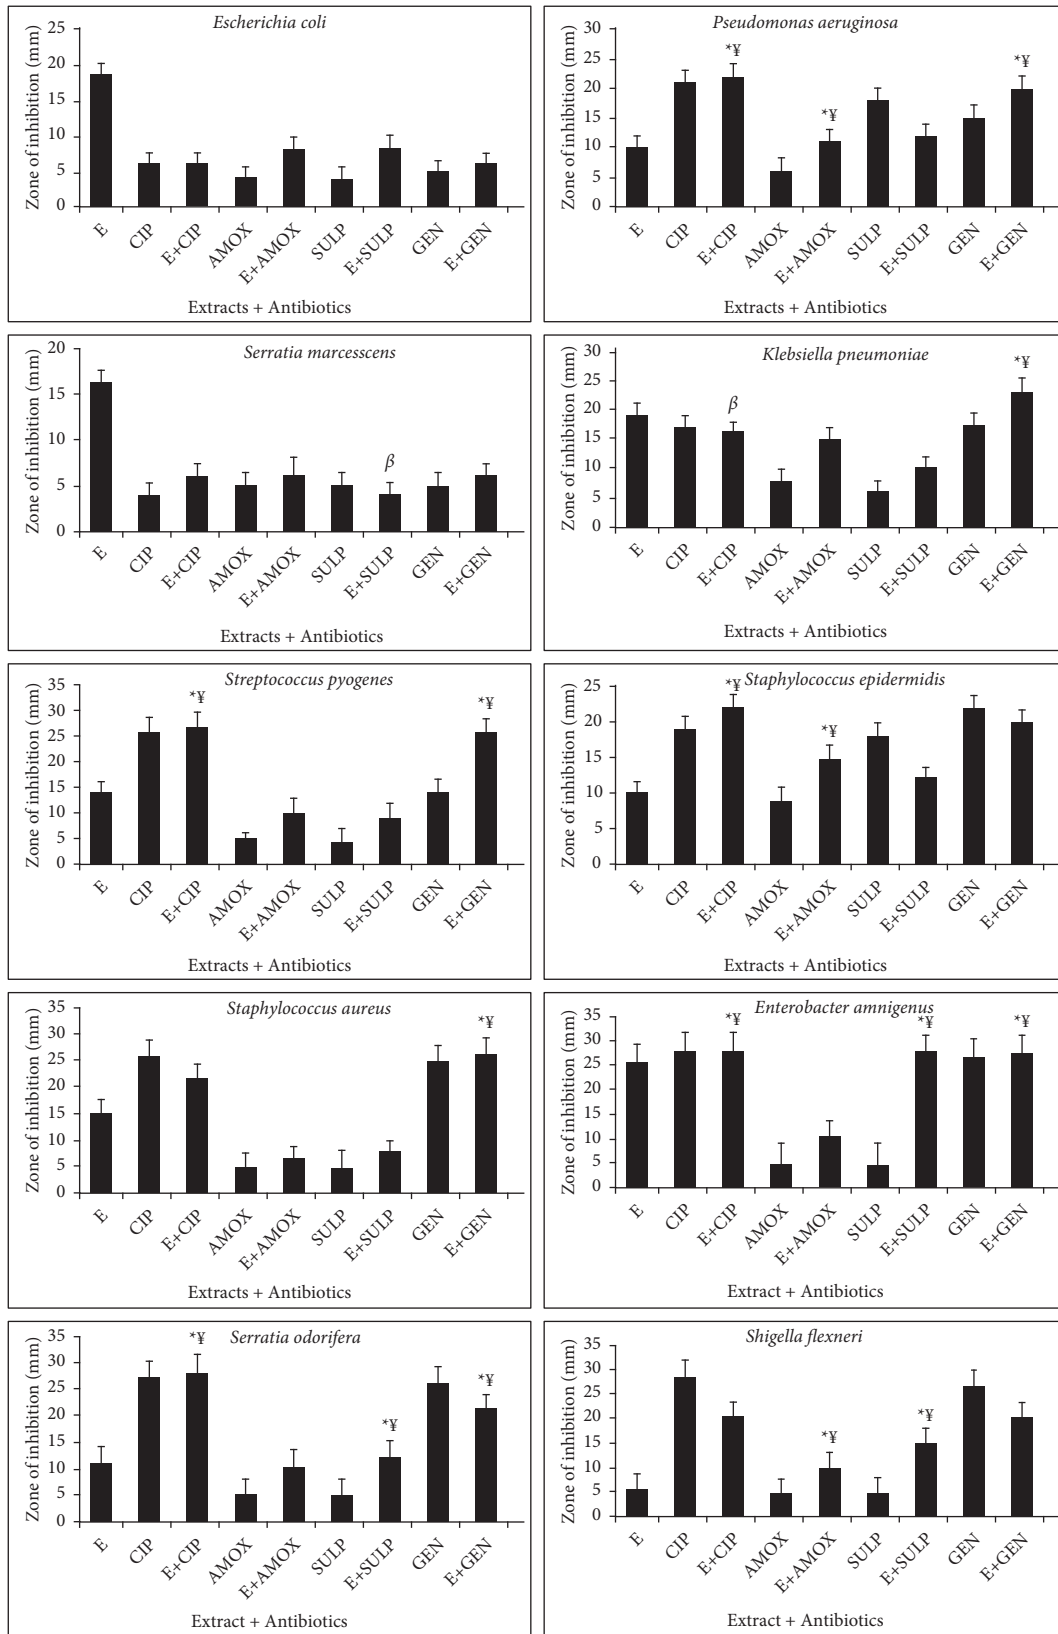 Escherichia coli
Zone of inhibition (mm)
25
20
15
10
5
0
E
CIP
E+CIP
AMOX
E+AMOX
SULP
E+SULP
GEN
E+GEN
Extracts + Antibiotics
Pseudomonas aeruginosa
Zone of inhibition (mm)
30
25
20
15
10
5
0
*¥
*¥
*¥
E
CIP
E+CIP
AMOX
E+AMOX
SULP
E+SULP
GEN
E+GEN
Extracts + Antibiotics
Serratia marcesscens
Zone of inhibition (mm)
20
15
10
5
0
β
E
CIP
E+CIP
AMOX
E+AMOX
SULP
E+SULP
GEN
E+GEN
Extracts + Antibiotics
Klebsiella pneumoniae
Zone of inhibition (mm)
30
25
20
15
10
5
0
β
*¥
E
CIP
E+CIP
AMOX
E+AMOX
SULP
E+SULP
GEN
E+GEN
Extracts + Antibiotics
Streptococcus pyogenes
Zone of inhibition (mm)
35
30
25
20
15
10
5
0
*¥
*¥
E
CIP
E+CIP
AMOX
E+AMOX
SULP
E+SULP
GEN
E+GEN
Extracts + Antibiotics
Staphylococcus epidermidis
Zone of inhibition (mm)
25
20
15
10
5
0
*¥
*¥
E
CIP
E+CIP
AMOX
E+AMOX
SULP
E+SULP
GEN
E+GEN
Extracts + Antibiotics
Staphylococcus aureus
Zone of inhibition (mm)
35
30
25
20
15
10
5
0
*¥
E
CIP
E+CIP
AMOX
E+AMOX
SULP
E+SULP
GEN
E+GEN
Extracts + Antibiotics
Enterobacter amnigenus
Zone of inhibition (mm)
35
30
25
20
15
10
5
0
*¥
*¥
*¥
E
CIP
E+CIP
AMOX
E+AMOX
SULP
E+SULP
GEN
E+GEN
Extract + Antibiotics
Serratia odorifera
Zone of inhibition (mm)
35
30
25
20
15
10
5
0
*¥
*¥
*¥
E
CIP
E+CIP
AMOX
E+AMOX
SULP
E+SULP
GEN
E+GEN
Extract + Antibiotics
Shigella flexneri
Zone of inhibition (mm)
35
30
25
20
15
10
5
0
*¥
*¥
E
CIP
E+CIP
AMOX
E+AMOX
SULP
E+SULP
GEN
E+GEN
Extract + Antibiotics